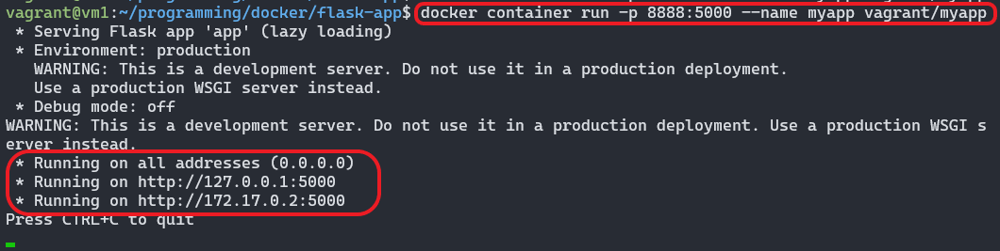 vagrant@vm1:~/programming/docker/flask-app$ docker container run -p 8888:5000 --name myapp vagrant/myapp
 * Serving Flask app 'app' (lazy loading)
 * Environment: production
   WARNING: This is a development server. Do not use it in a production deployment.
   Use a production WSGI server instead.
 * Debug mode: off
WARNING: This is a development server. Do not use it in a production deployment. Use a production WSGI s
erver instead.
 * Running on all addresses (0.0.0.0)
 * Running on http://127.0.0.1:5000
 * Running on http://172.17.0.2:5000
Press CTRL+C to quit